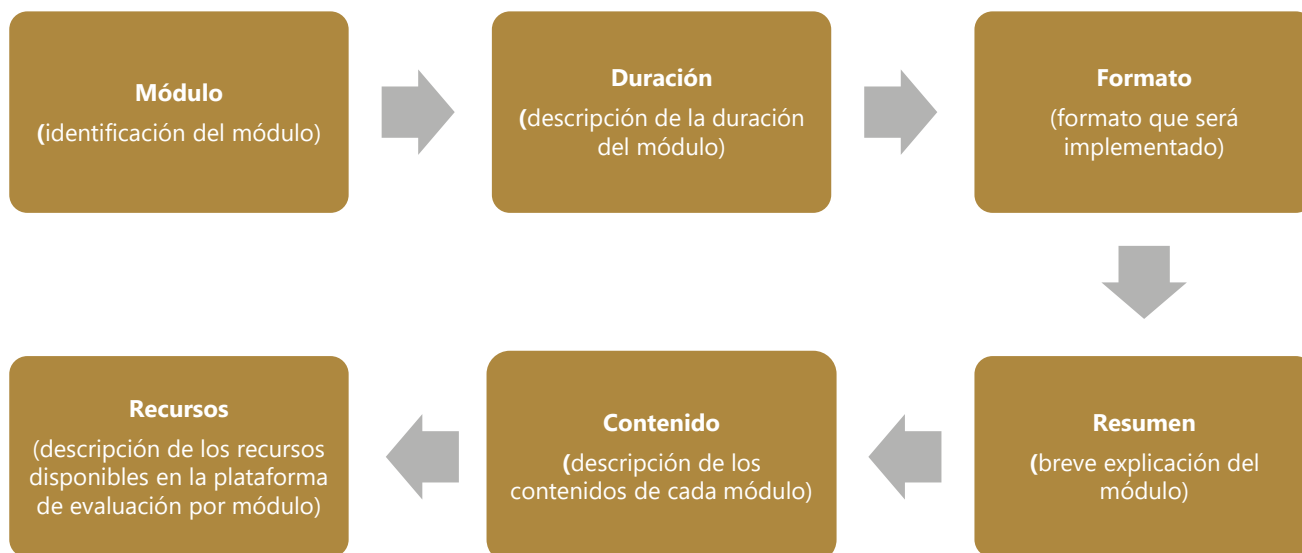 Módulo
(identificación del módulo)
Duración
(descripción de la duración
del módulo)
Formato
(formato que será
implementado)
Resumen
(breve explicación del
módulo)
Contenido
(descripción de los
contenidos de cada módulo)
Recursos
(descripción de los recursos
disponibles en la plataforma
de evaluación por módulo)